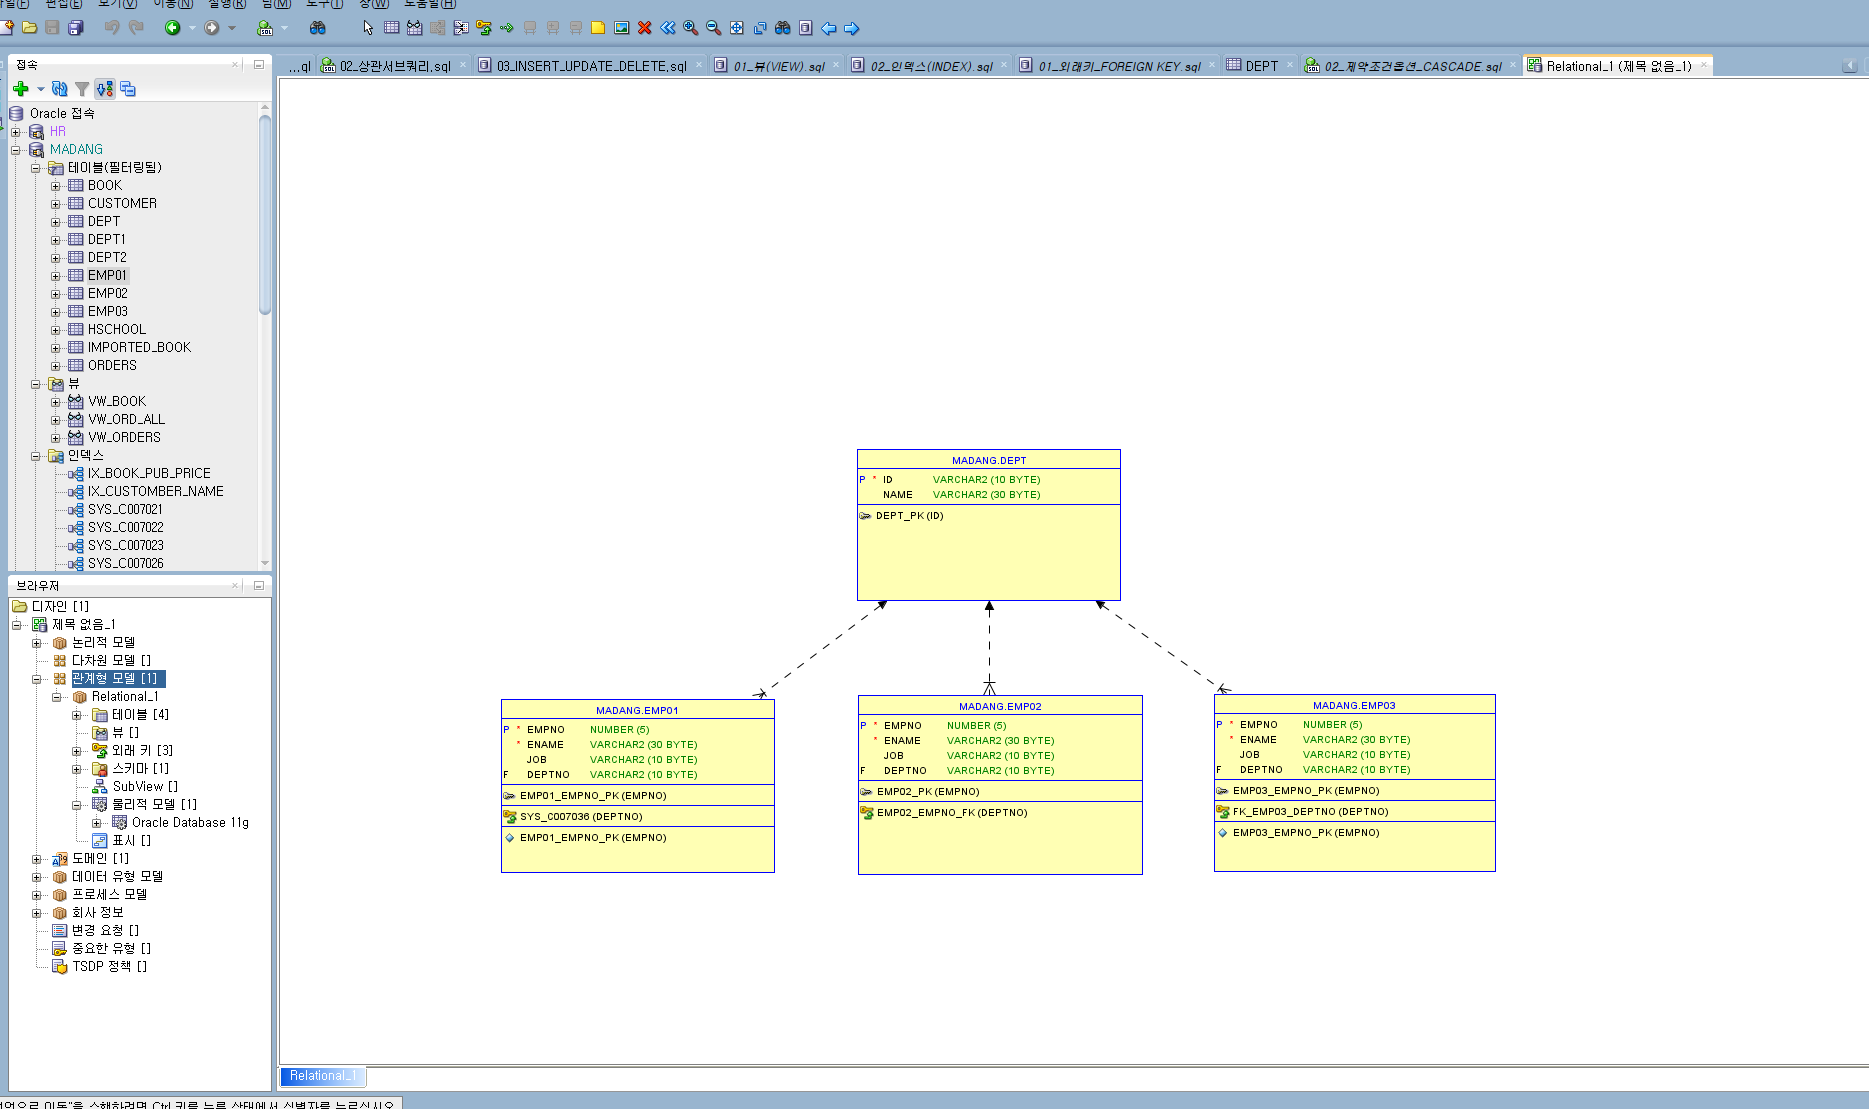 편집(E) 보기(V) 이동(N) 실행(R) 팀(M) 도구(T) 창(W) 도움말(H)
접속
Oracle 접속
HR
MADANG
테이블(필터링됨)
BOOK
CUSTOMER
DEPT
DEPT1
DEPT2
EMP01
EMP02
EMP03
HSCHOOL
IMPORTED_BOOK
ORDERS
뷰
VW_BOOK
VW_ORD_ALL
VW_ORDERS
인덱스
IX_BOOK_PUB_PRICE
IX_CUSTOMBER_NAME
SYS_C007021
SYS_C007022
SYS_C007023
SYS_C007026
브라우저
디자인 [1]
제목 없음_1
논리적 모델
다차원 모델 []
관계형 모델 [1]
Relational_1
테이블 [4]
뷰 []
외래 키 [3]
스키마 [1]
SubView []
물리적 모델 [1]
Oracle Database 11g
표시 []
도메인 [1]
데이터 유형 모델
프로세스 모델
회사 정보
변경 요청 []
중요한 유형 []
TSDP 정책 []
...ql 02_상관서브쿼리.sql 03_INSERT_UPDATE_DELETE.sql 01_뷰(VIEW).sql 02_인덱스(INDEX).sql 01_외래키_FOREIGN KEY.sql DEPT 02_제약조건옵션_CASCADE.sql Relational_1 (제목 없음_1)
MADANG.DEPT
P * ID VARCHAR2 (10 BYTE)
NAME VARCHAR2 (30 BYTE)
DEPT_PK (ID)
MADANG.EMP01
P * EMPNO NUMBER (5)
* ENAME VARCHAR2 (30 BYTE)
JOB VARCHAR2 (10 BYTE)
F DEPTNO VARCHAR2 (10 BYTE)
EMP01_EMPNO_PK (EMPNO)
SYS_C007036 (DEPTNO)
EMP01_EMPNO_PK (EMPNO)
MADANG.EMP02
P * EMPNO NUMBER (5)
* ENAME VARCHAR2 (30 BYTE)
JOB VARCHAR2 (10 BYTE)
F DEPTNO VARCHAR2 (10 BYTE)
EMP02_PK (EMPNO)
EMP02_EMPNO_FK (DEPTNO)
MADANG.EMP03
P * EMPNO NUMBER (5)
* ENAME VARCHAR2 (30 BYTE)
JOB VARCHAR2 (10 BYTE)
F DEPTNO VARCHAR2 (10 BYTE)
EMP03_EMPNO_PK (EMPNO)
FK_EMP03_DEPTNO (DEPTNO)
EMP03_EMPNO_PK (EMPNO)
Relational_1
이동"을 수행하려면 Ctrl 키를 누른 상태에서 식별자를 누르십시오